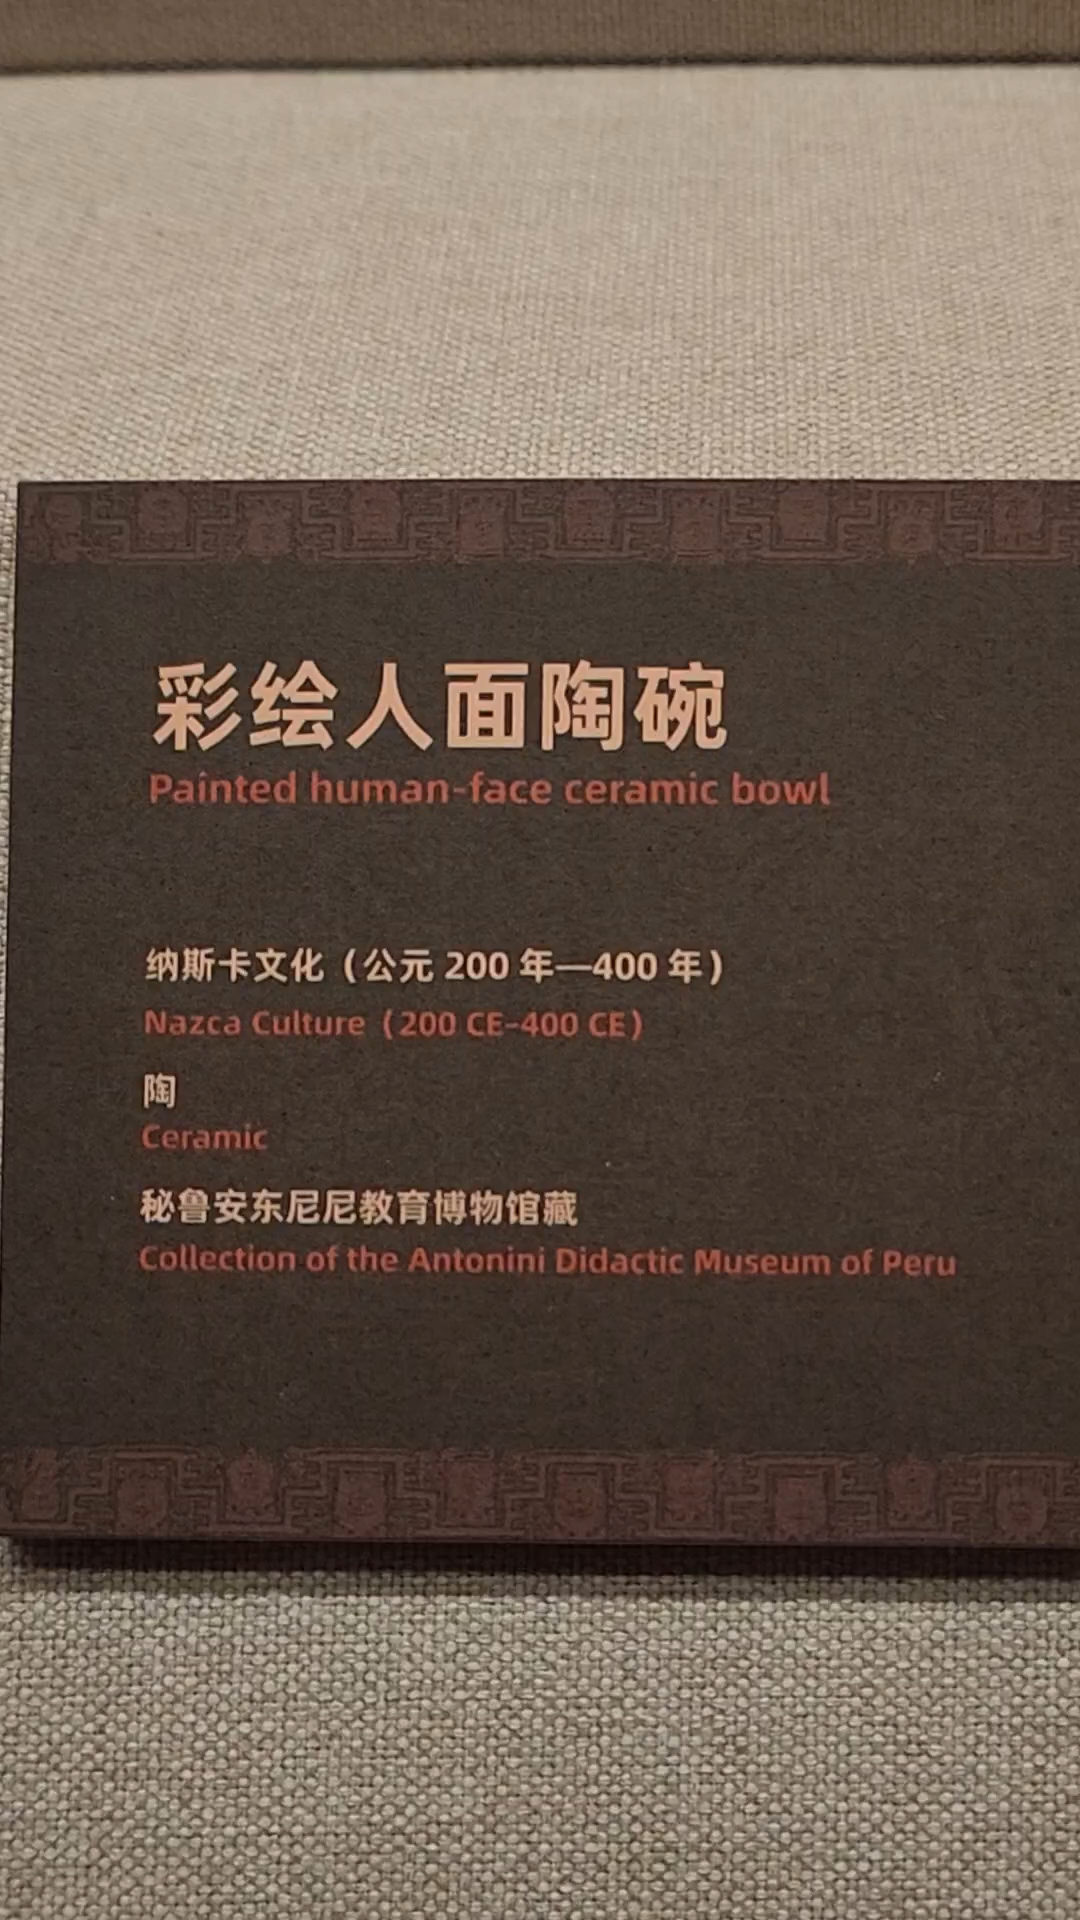 彩绘人面陶碗
Painted human-face ceramic bowl
纳斯卡文化（公元 200 年—400 年）
Nazca Culture（200 CE–400 CE）
陶
Ceramic
秘鲁安东尼尼教育博物馆藏
Collection of the Antonini Didactic Museum of Peru